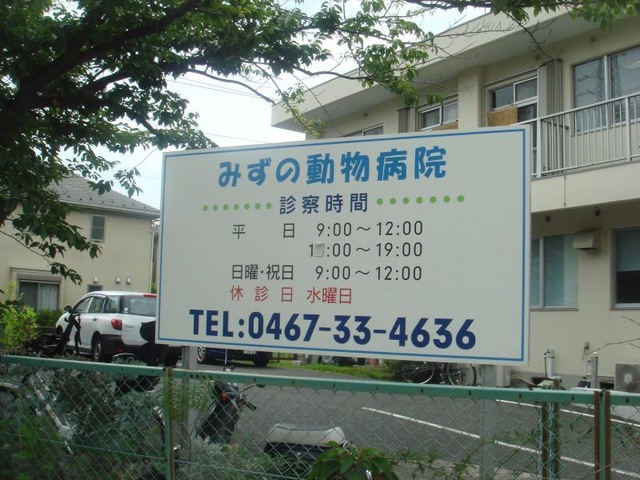 みずの動物病院
診察時間
平 日 9:00～12:00
～19:00
日曜・祝日 9:00～12:00
休診日 水曜日
TEL:0467-33-4636